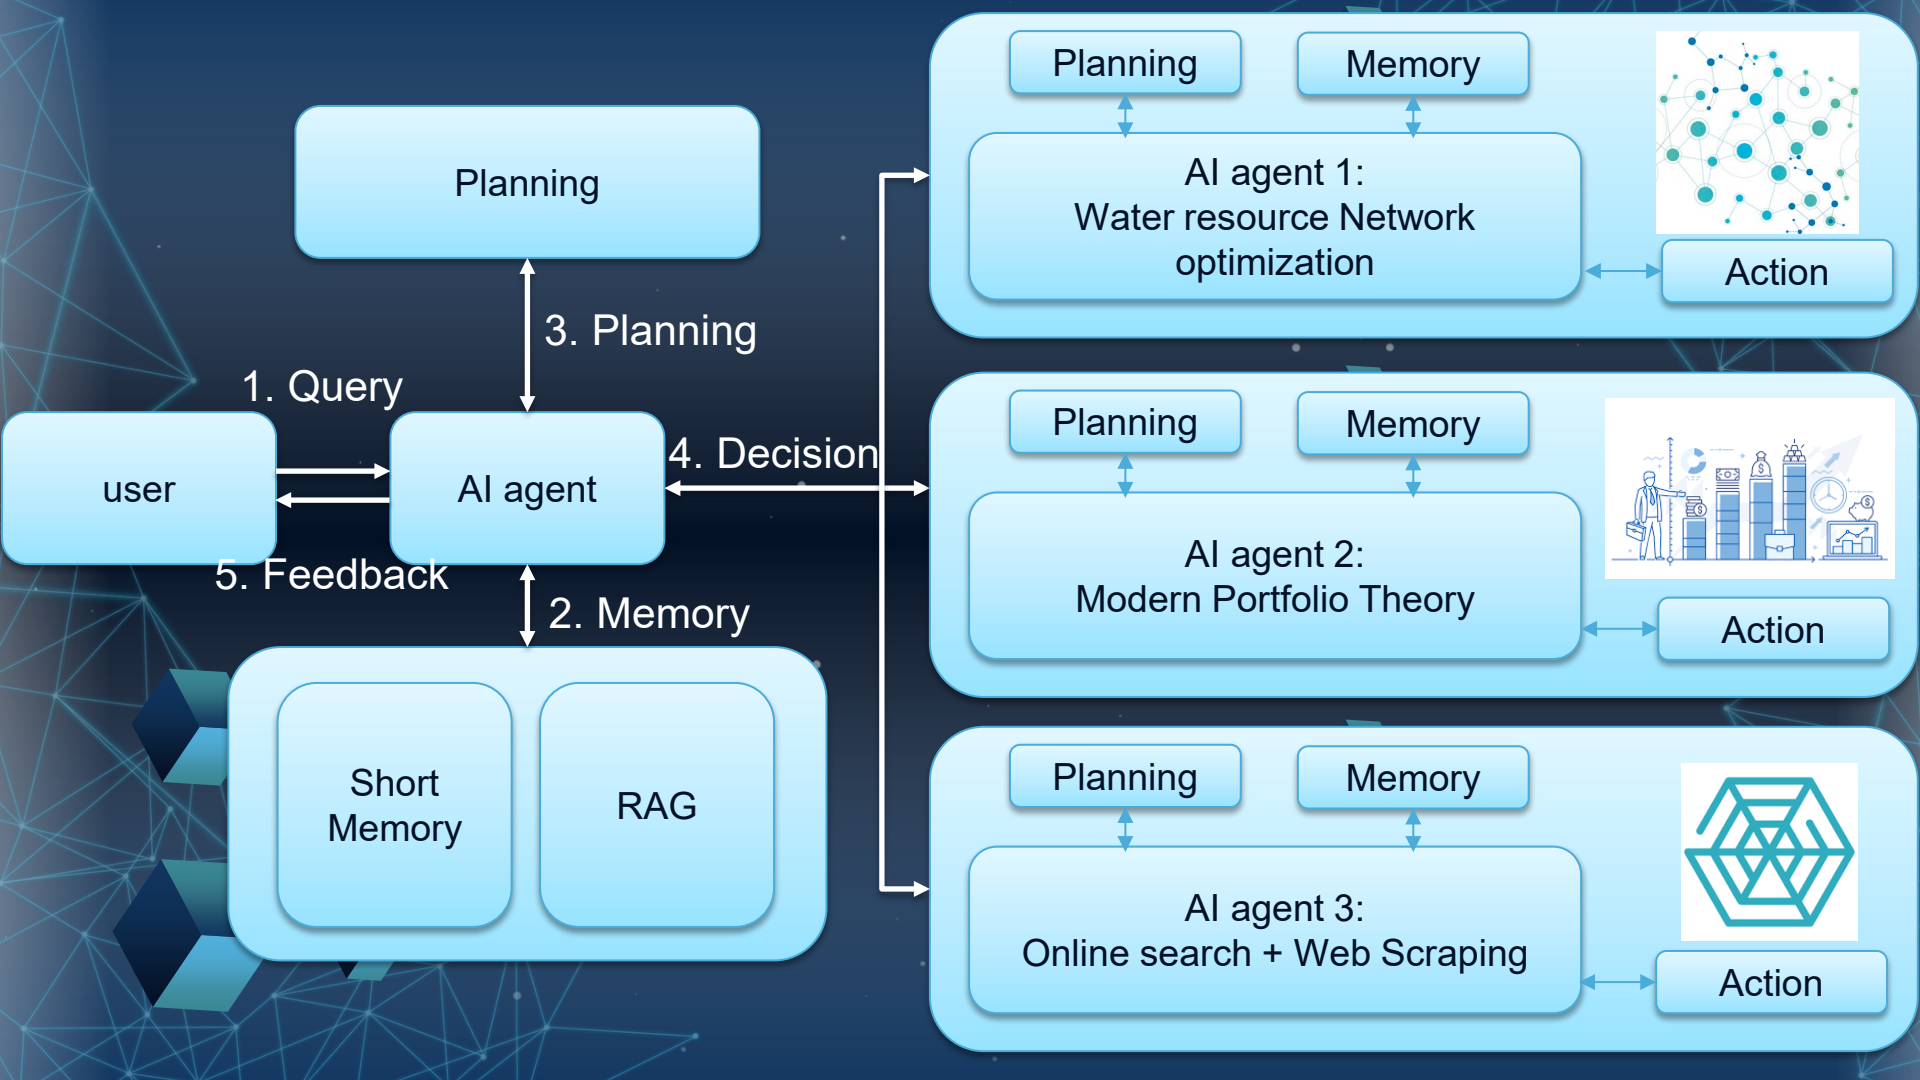 Planning
3. Planning
1. Query
user
AI agent
4. Decision
5. Feedback
2. Memory
Short
Memory
RAG
Planning
Memory
AI agent 1:
Water resource Network
optimization
Action
Planning
Memory
AI agent 2:
Modern Portfolio Theory
Action
Planning
Memory
AI agent 3:
Online search + Web Scraping
Action